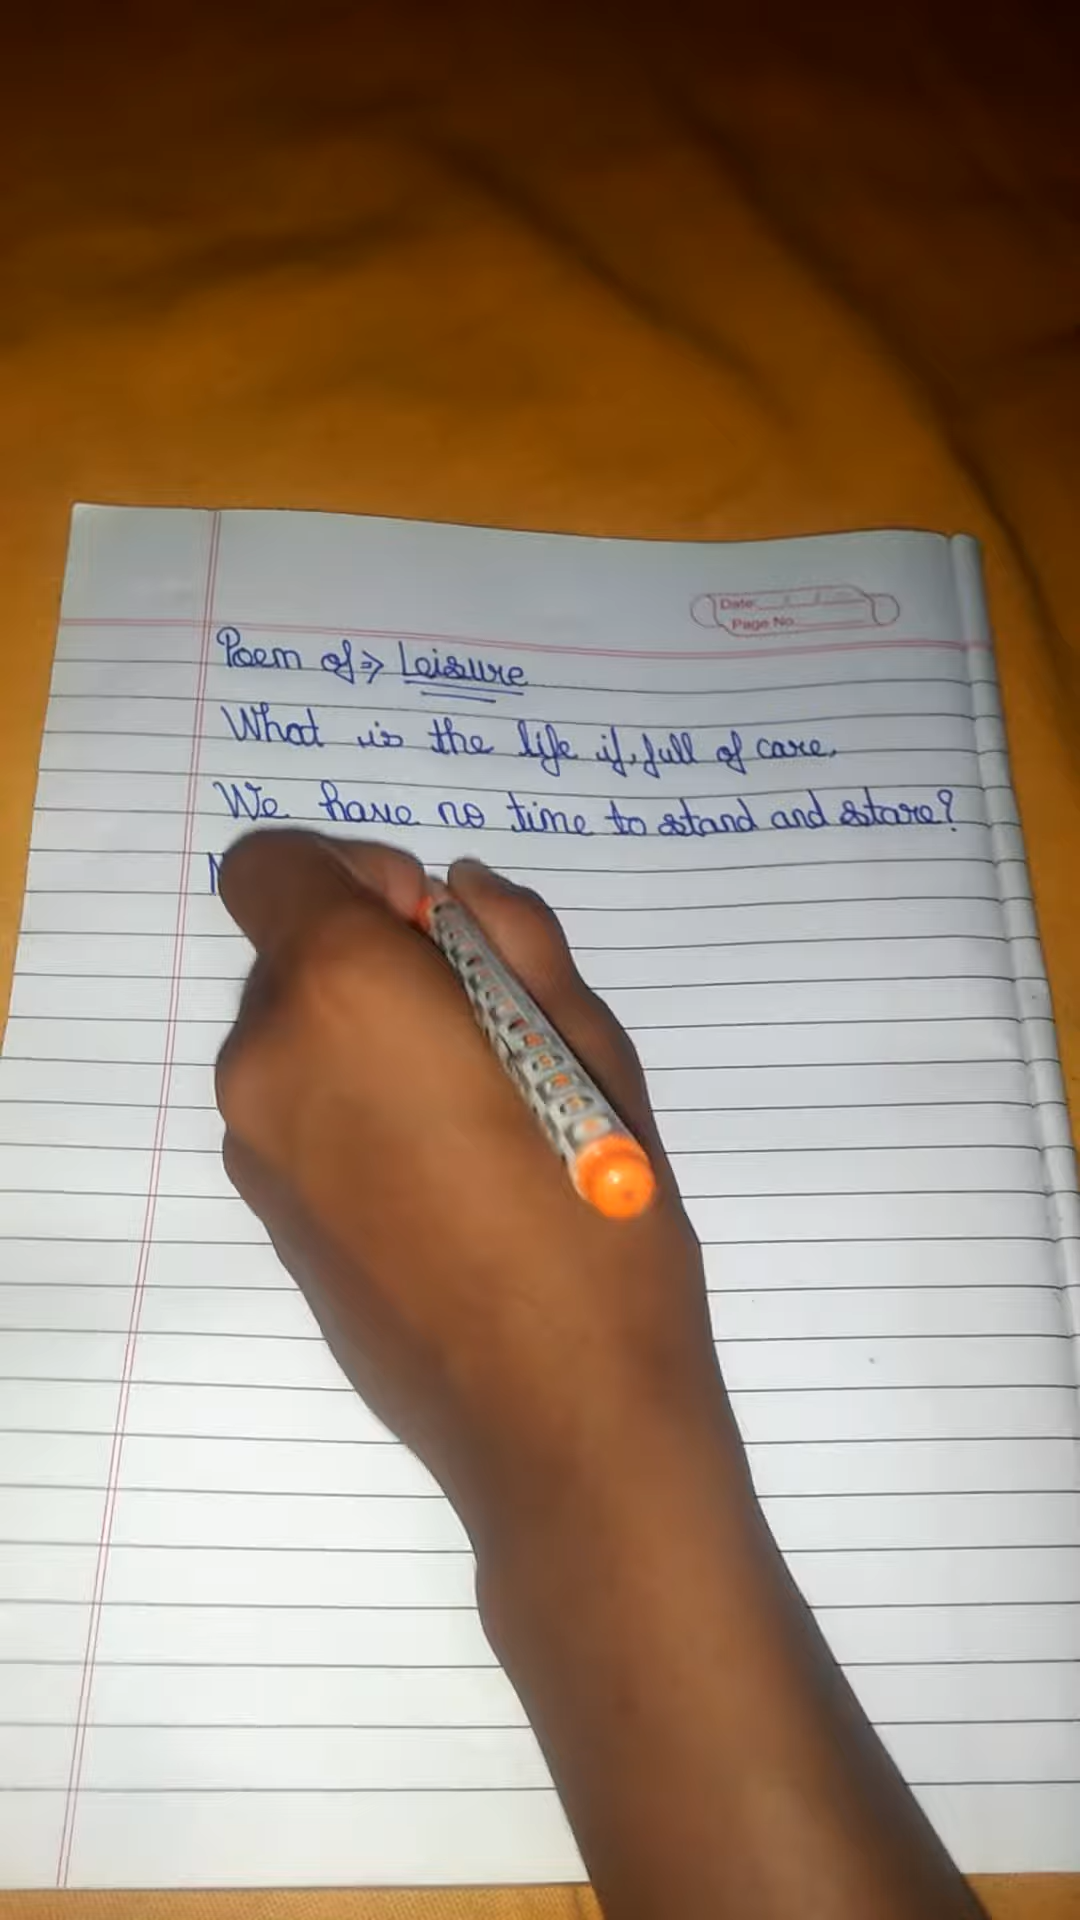 Date
Page No
Poem of ⇒ Leisure
What is the life if, full of care,
We have no time to stand and stare?
N